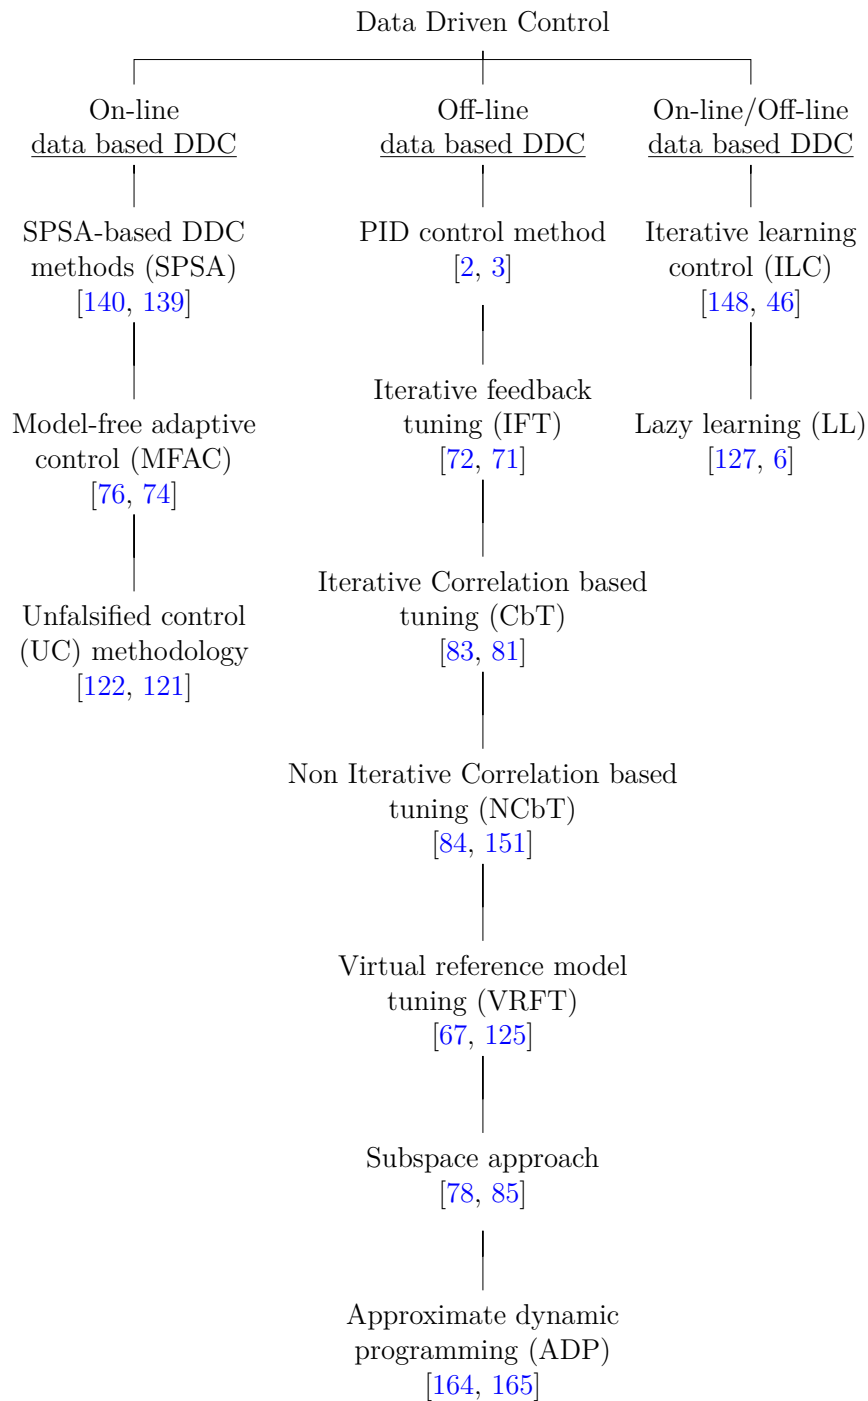 Data Driven Control
On-line
data based DDC
SPSA-based DDC
methods (SPSA)
[140, 139]
Model-free adaptive
control (MFAC)
[76, 74]
Unfalsified control
(UC) methodology
[122, 121]
Off-line
data based DDC
PID control method
[2, 3]
Iterative feedback
tuning (IFT)
[72, 71]
Iterative Correlation based
tuning (CbT)
[83, 81]
Non Iterative Correlation based
tuning (NCbT)
[84, 151]
Virtual reference model
tuning (VRFT)
[67, 125]
Subspace approach
[78, 85]
Approximate dynamic
programming (ADP)
[164, 165]
On-line/Off-line
data based DDC
Iterative learning
control (ILC)
[148, 46]
Lazy learning (LL)
[127, 6]